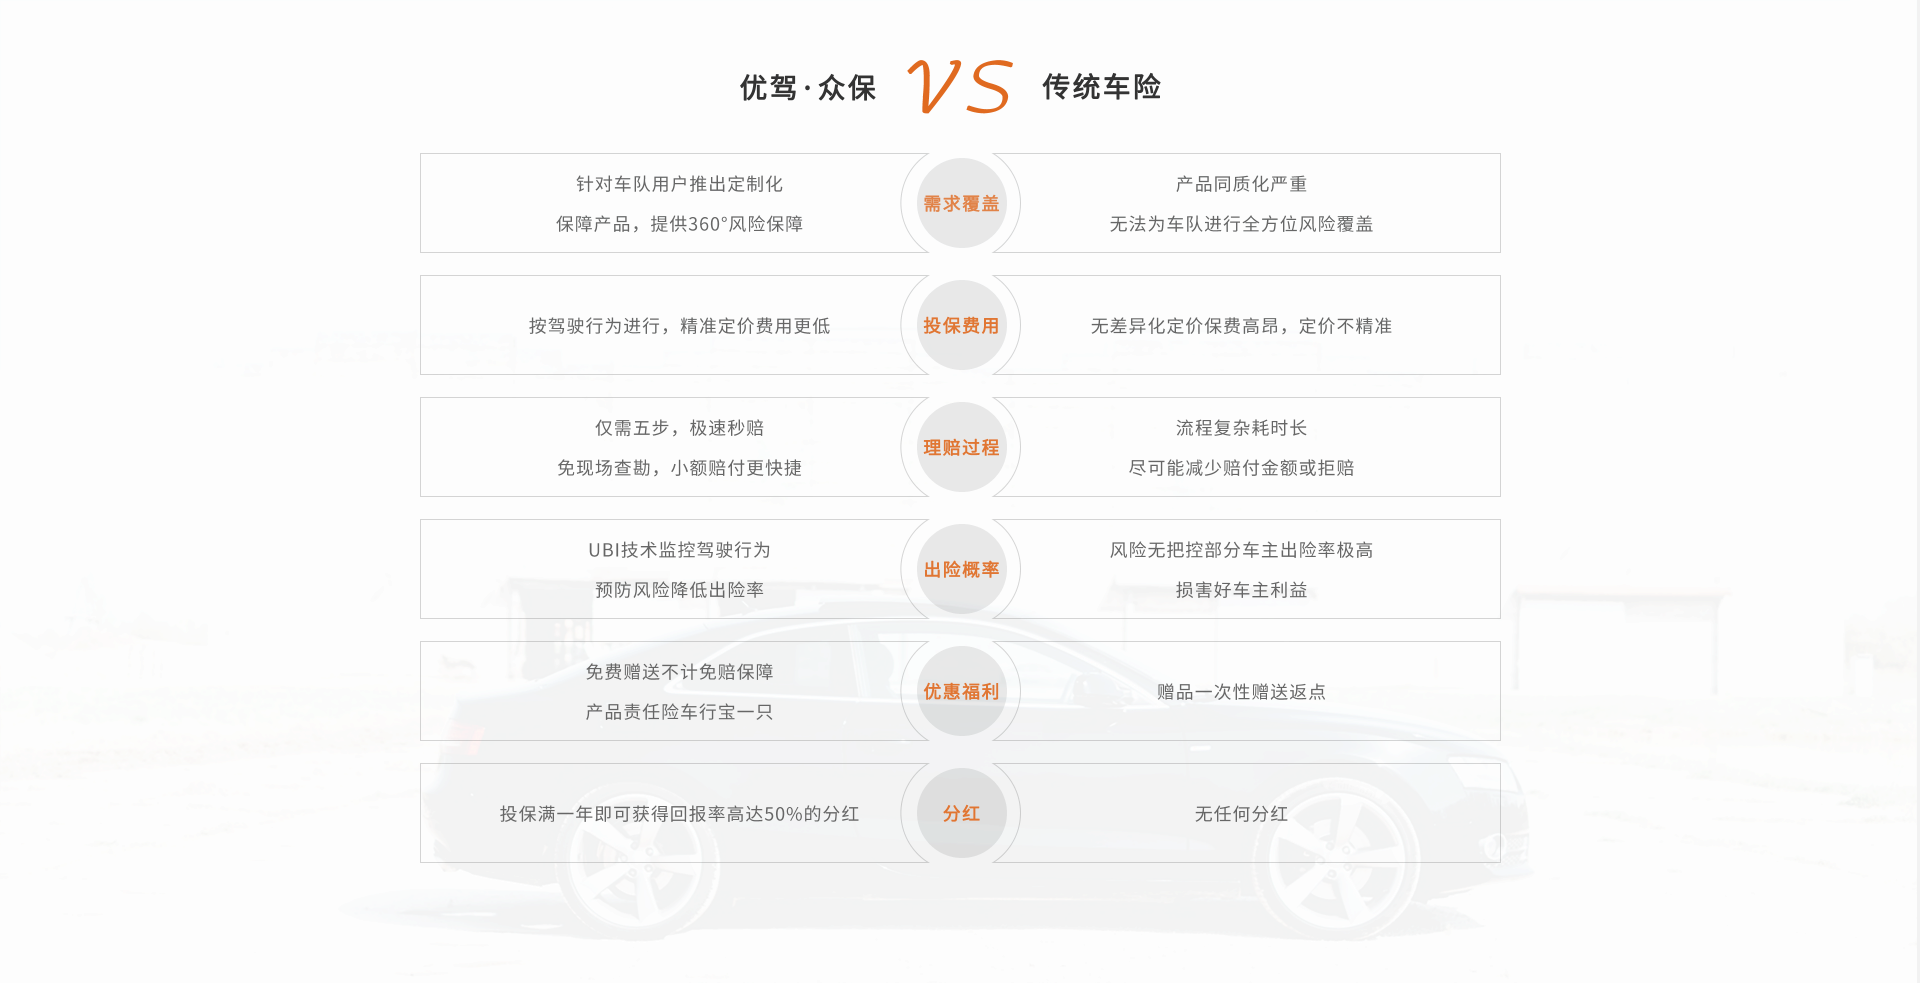 优驾·众保 VS 传统车险
针对车队用户推出定制化
保障产品，提供360°风险保障
需求覆盖
产品同质化严重
无法为车队进行全方位风险覆盖
按驾驶行为进行，精准定价费用更低
投保费用
无差异化定价保费高昂，定价不精准
仅需五步，极速秒赔
免现场查勘，小额赔付更快捷
理赔过程
流程复杂耗时长
尽可能减少赔付金额或拒赔
UBI技术监控驾驶行为
预防风险降低出险率
出险概率
风险无把控部分车主出险率极高
损害好车主利益
免费赠送不计免赔保障
产品责任险车行宝一只
优惠福利
赠品一次性赠送返点
投保满一年即可获得回报率高达50%的分红
分红
无任何分红